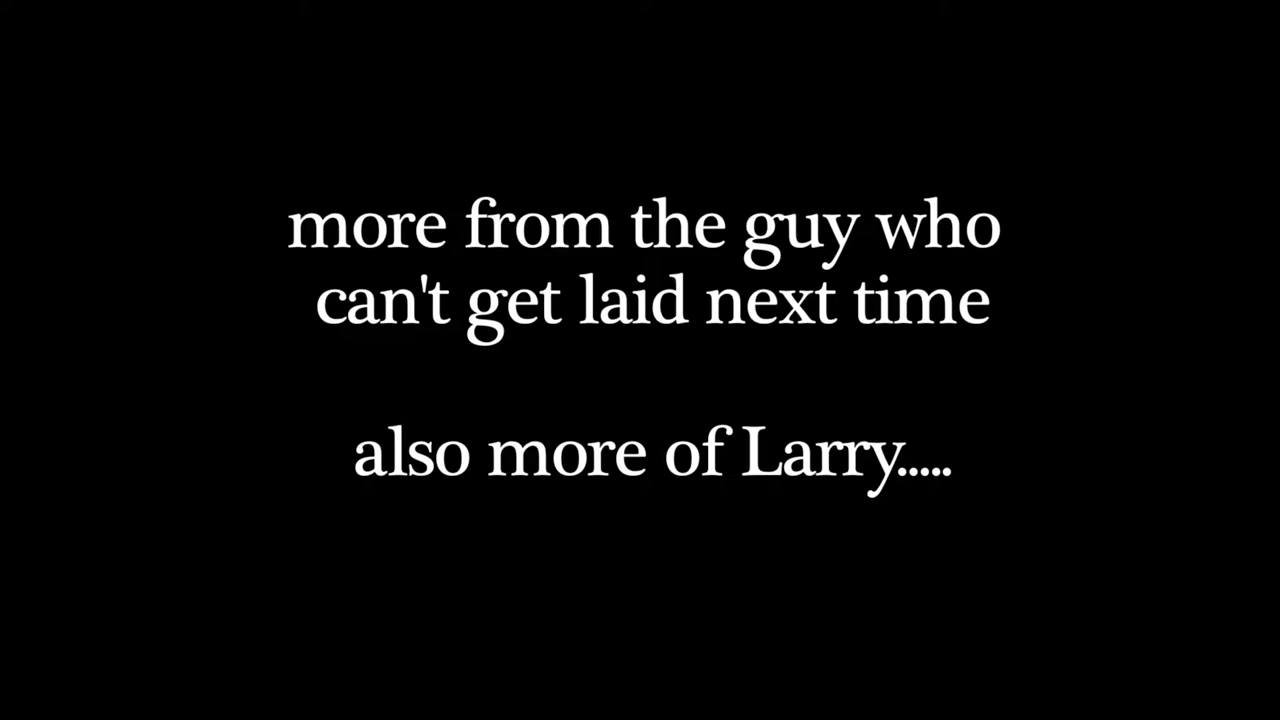 more from the guy who
can't get laid next time
also more of Larry.....